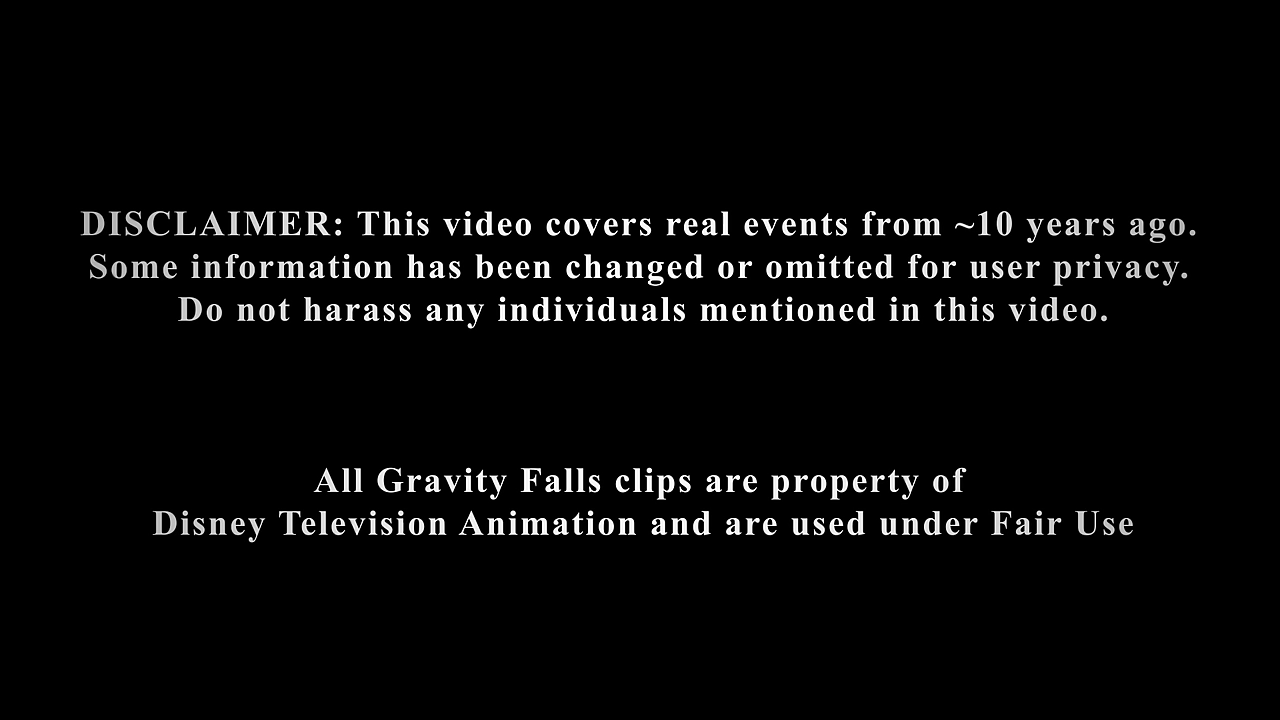 DISCLAIMER: This video covers real events from ~10 years ago.
Some information has been changed or omitted for user privacy.
Do not harass any individuals mentioned in this video.
All Gravity Falls clips are property of
Disney Television Animation and are used under Fair Use